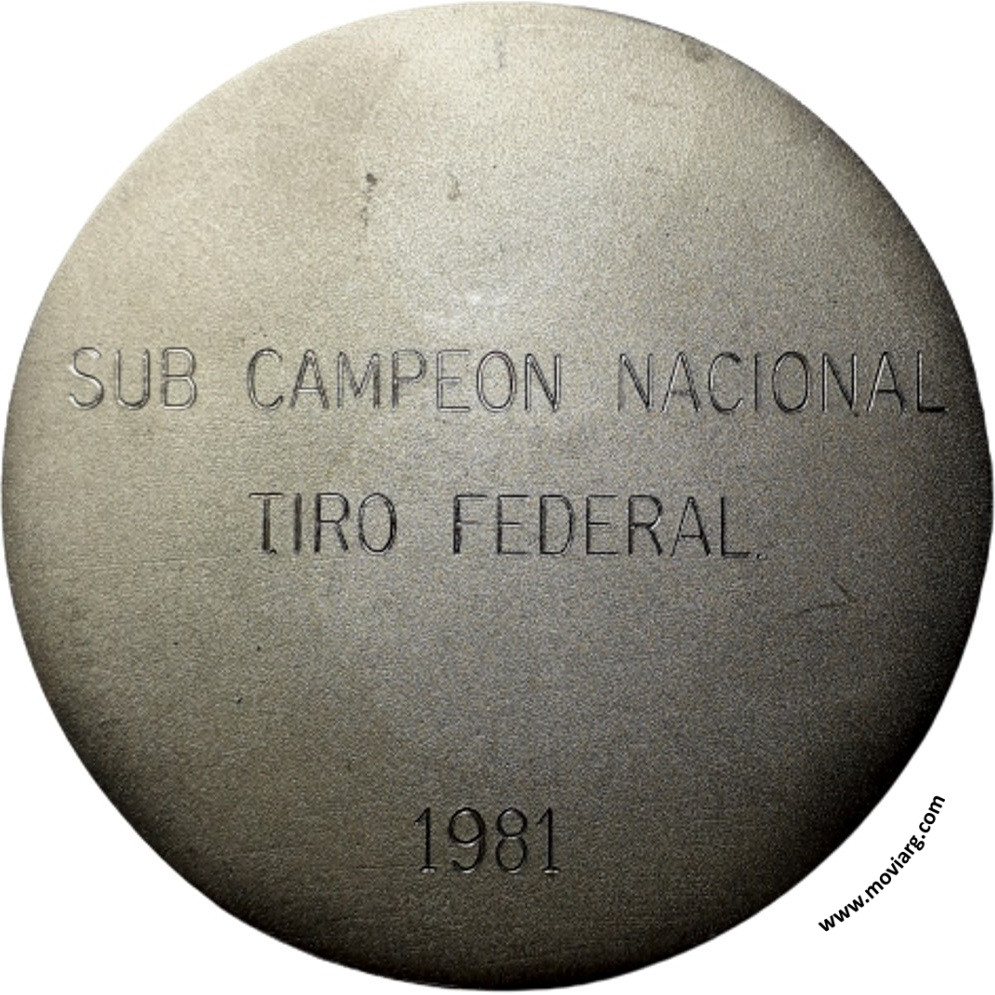 SUB CAMPEON NACIONAL
TIRO FEDERAL.
1981
www.moviarg.com